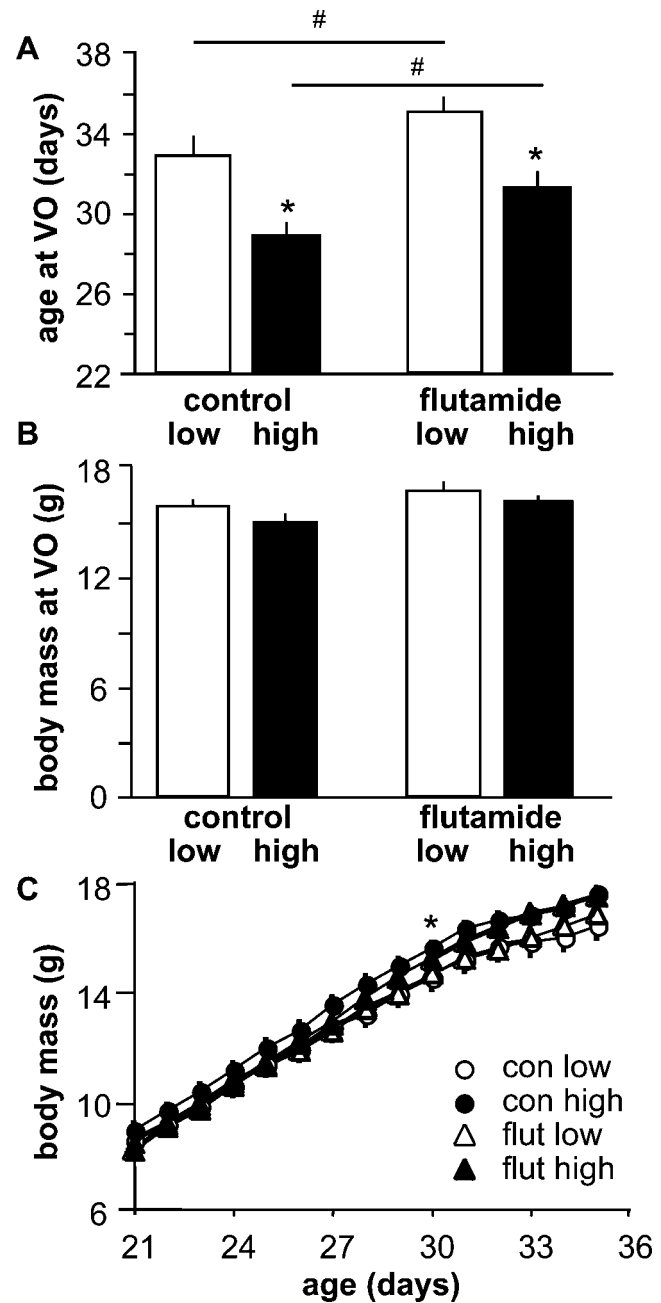 #
A
#
38
34
30
26
22
age at VO (days)
*
*
control
flutamide
low high low high
B
18
12
6
0
body mass at VO (g)
control
flutamide
low high low high
C
18
14
10
6
body mass (g)
*
con low
con high
flut low
flut high
21 24 27 30 33 36
age (days)